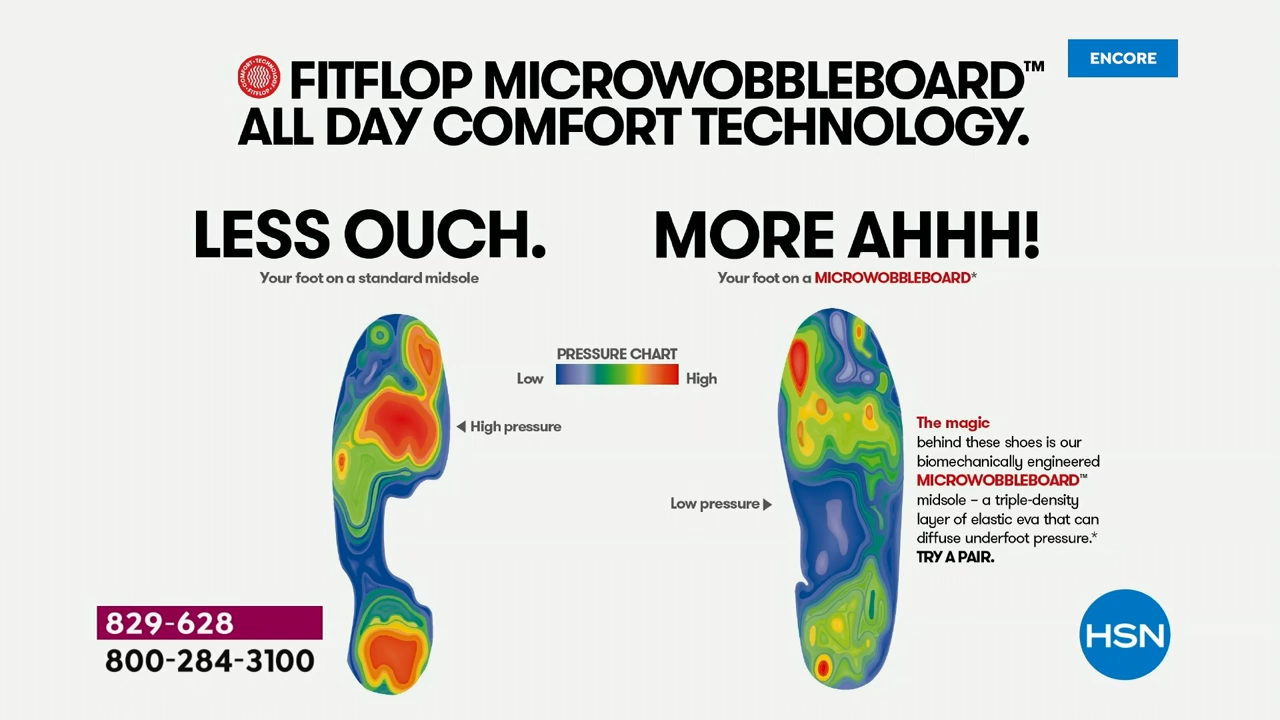 FITFLOP MICROWOBBLEBOARD™
ALL DAY COMFORT TECHNOLOGY.
ENCORE
LESS OUCH.
Your foot on a standard midsole
MORE AHHH!
Your foot on a MICROWOBBLEBOARD*
PRESSURE CHART
Low
High
High pressure
Low pressure
The magic
behind these shoes is our
biomechanically engineered
MICROWOBBLEBOARD™
midsole – a triple-density
layer of elastic eva that can
diffuse underfoot pressure.*
TRY A PAIR.
829-628
800-284-3100
HSN